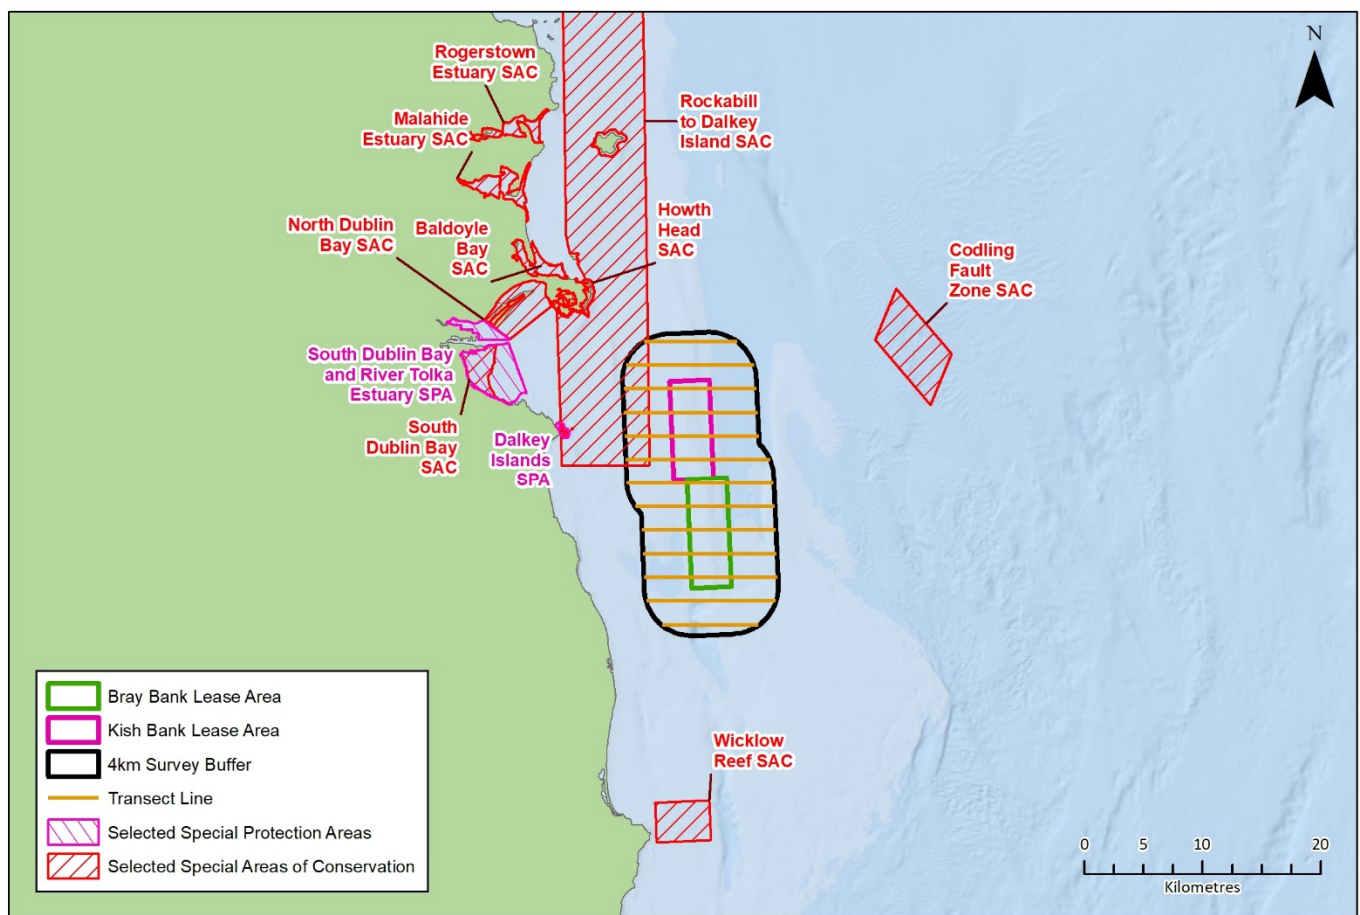 N
Rogerstown
Estuary SAC
Malahide
Estuary SAC
Rockabill
to Dalkey
Island SAC
North Dublin
Bay SAC
Baldoyle
Bay
SAC
Howth
Head
SAC
Codling
Fault
Zone SAC
South Dublin Bay
and River Tolka
Estuary SPA
South
Dublin Bay
SAC
Dalkey
Islands
SPA
Wicklow
Reef SAC
Bray Bank Lease Area
Kish Bank Lease Area
4km Survey Buffer
Transect Line
Selected Special Protection Areas
Selected Special Areas of Conservation
0 5 10 20
Kilometres